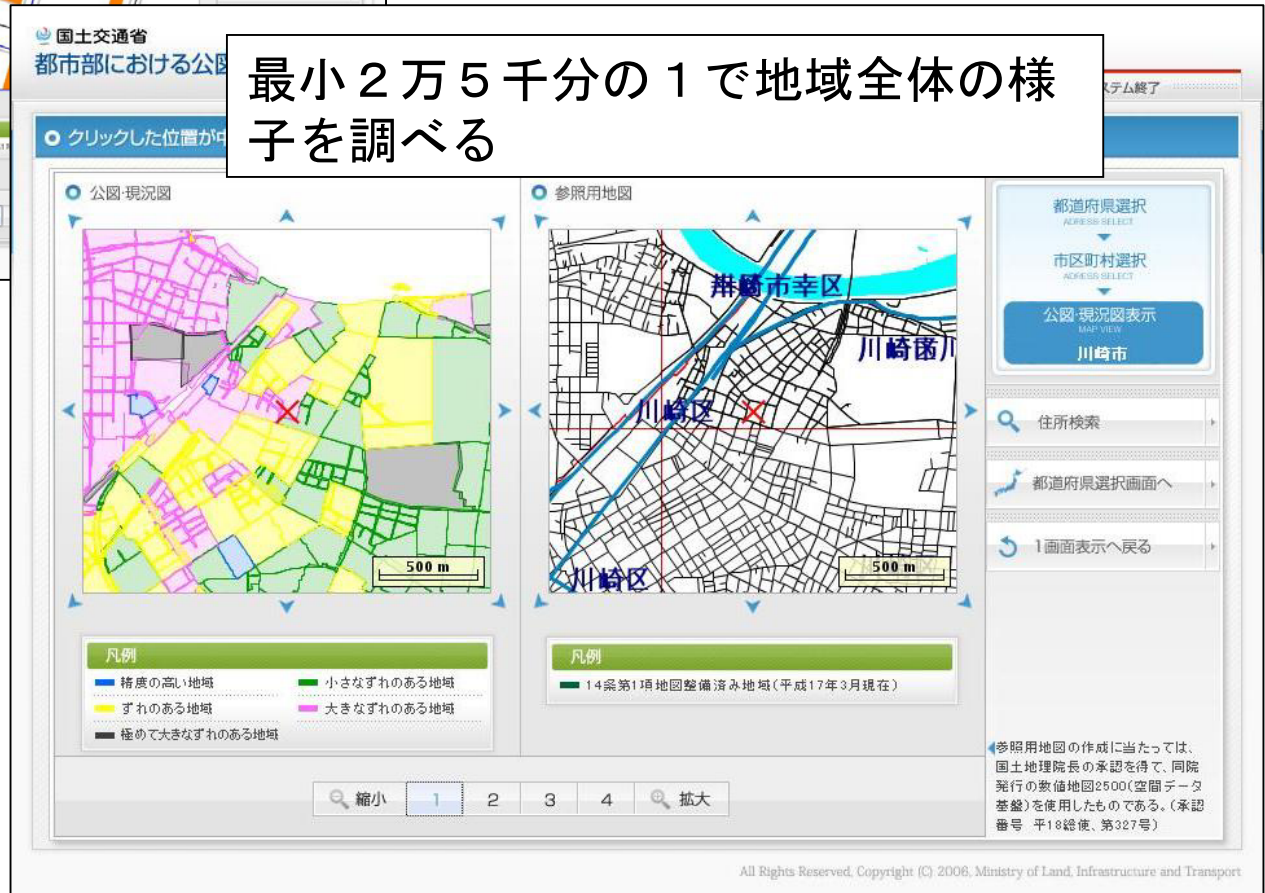 国土交通省
都市部における公図
最小２万５千分の１で地域全体の様
子を調べる
ステム終了
クリックした位置が中
公図・現況図
参照用地図
川崎市幸区
川崎区
川崎区
500 m
500 m
凡例
精度の高い地域
小さなずれのある地域
ずれのある地域
大きなずれのある地域
極めて大きなずれのある地域
凡例
14条第1項地図整備済み地域(平成17年3月現在)
縮小
1
2
3
4
拡大
都道府県選択
ADRESS SELECT
市区町村選択
ADRESS SELECT
公図・現況図表示
MAP VIEW
川崎市
住所検索
都道府県選択画面へ
1画面表示へ戻る
参照用地図の作成に当たっては、
国土地理院長の承認を得て、同院
発行の数値地図2500(空間データ
基盤)を使用したものである。(承認
番号 平18総使、第327号)
All Rights Reserved, Copyright (C) 2006, Ministry of Land, Infrastructure and Transport